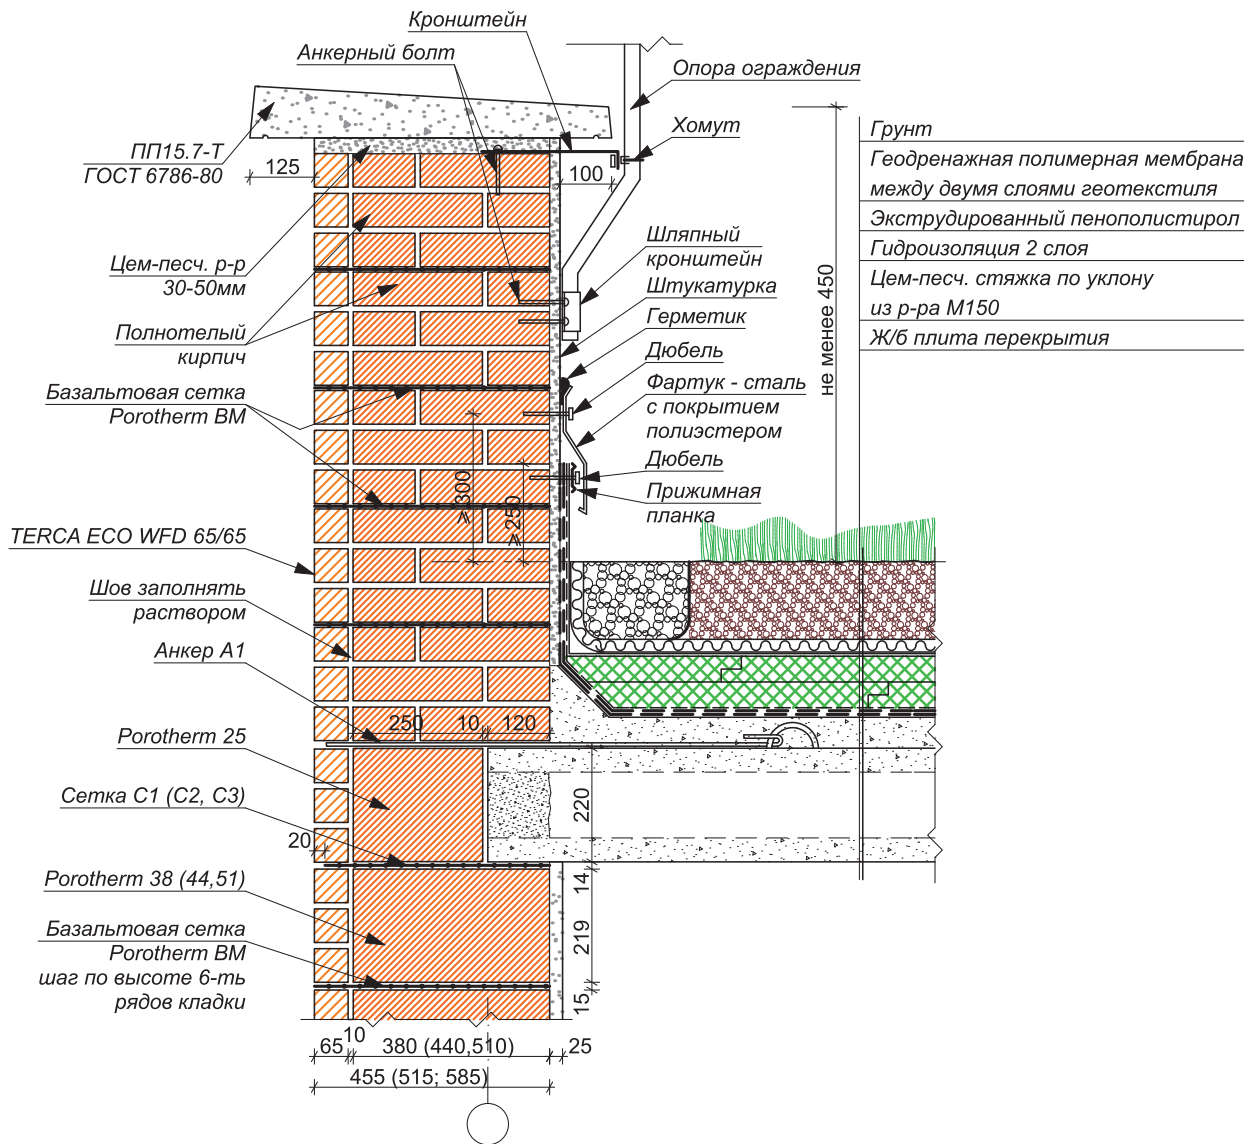 Кронштейн
Анкерный болт
Опора ограждения
Хомут
ПП15.7-Т
ГОСТ 6786-80
125
100
Грунт
Геодренажная полимерная мембрана
между двумя слоями геотекстиля
Экструдированный пенополистирол
Гидроизоляция 2 слоя
Цем-песч. стяжка по уклону
из р-ра М150
Ж/б плита перекрытия
не менее 450
Цем-песч. р-р
30-50мм
Полнотелый
кирпич
Базальтовая сетка
Porotherm BM
Шляпный
кронштейн
Штукатурка
Герметик
Дюбель
Фартук - сталь
с покрытием
полиэстером
Дюбель
Прижимная
планка
≥300
≥250
TERCA ECO WFD 65/65
Шов заполнять
раствором
Анкер А1
250
10
120
Porotherm 25
Сетка С1 (С2, С3)
20
220
14
Porotherm 38 (44,51)
219
Базальтовая сетка
Porotherm BM
шаг по высоте 6-ть
рядов кладки
15
65
10
380 (440,510)
25
455 (515; 585)